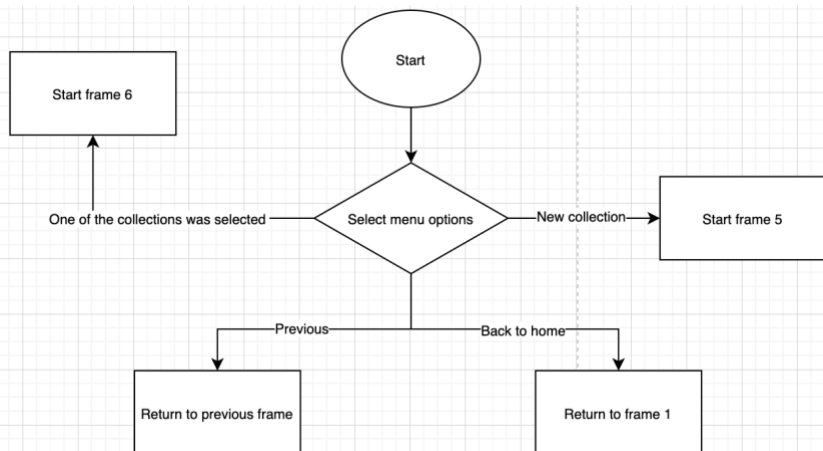 Start
Start frame 6
One of the collections was selected
Select menu options
New collection
Start frame 5
Previous
Back to home
Return to previous frame
Return to frame 1